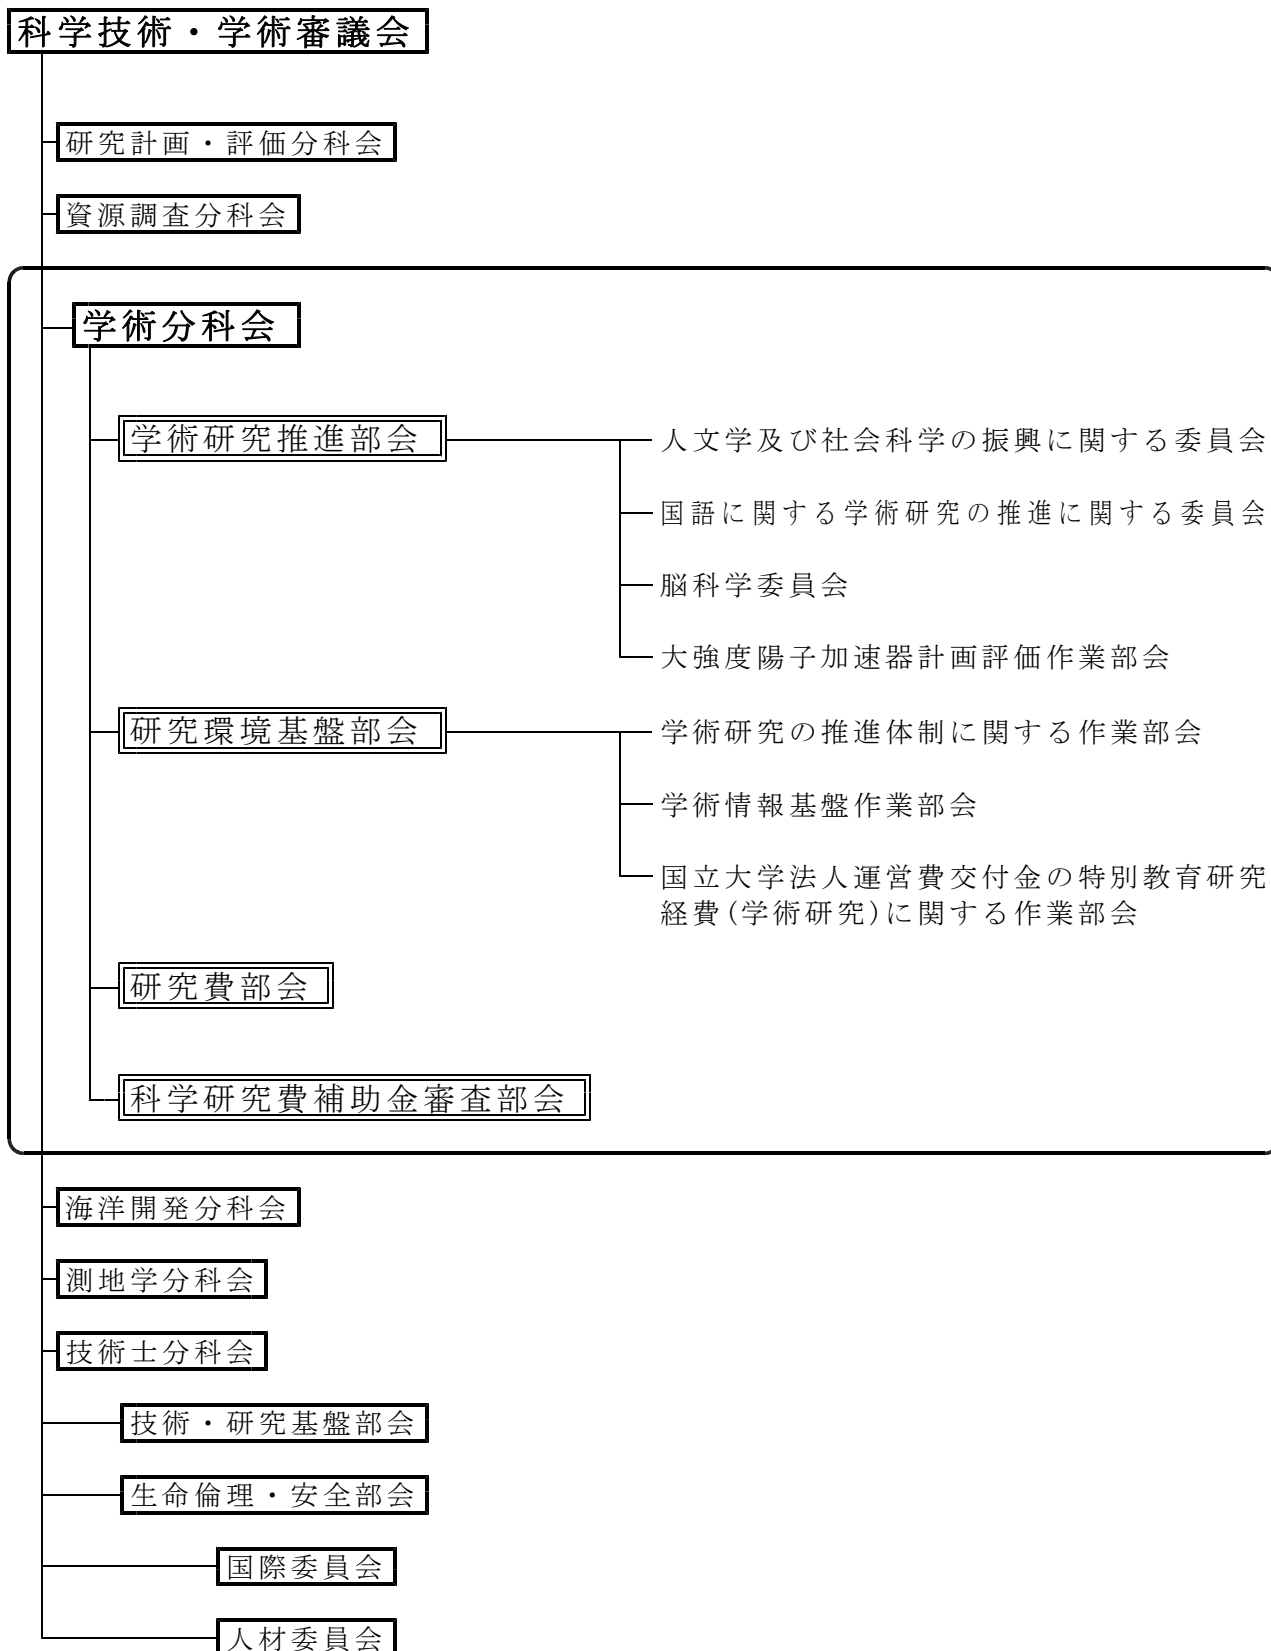 科学技術・学術審議会
研究計画・評価分科会
資源調査分科会
学術分科会
学術研究推進部会
人文学及び社会科学の振興に関する委員会
国語に関する学術研究の推進に関する委員会
脳科学委員会
大強度陽子加速器計画評価作業部会
研究環境基盤部会
学術研究の推進体制に関する作業部会
学術情報基盤作業部会
国立大学法人運営費交付金の特別教育研究
経費(学術研究)に関する作業部会
研究費部会
科学研究費補助金審査部会
海洋開発分科会
測地学分科会
技術士分科会
技術・研究基盤部会
生命倫理・安全部会
国際委員会
人材委員会